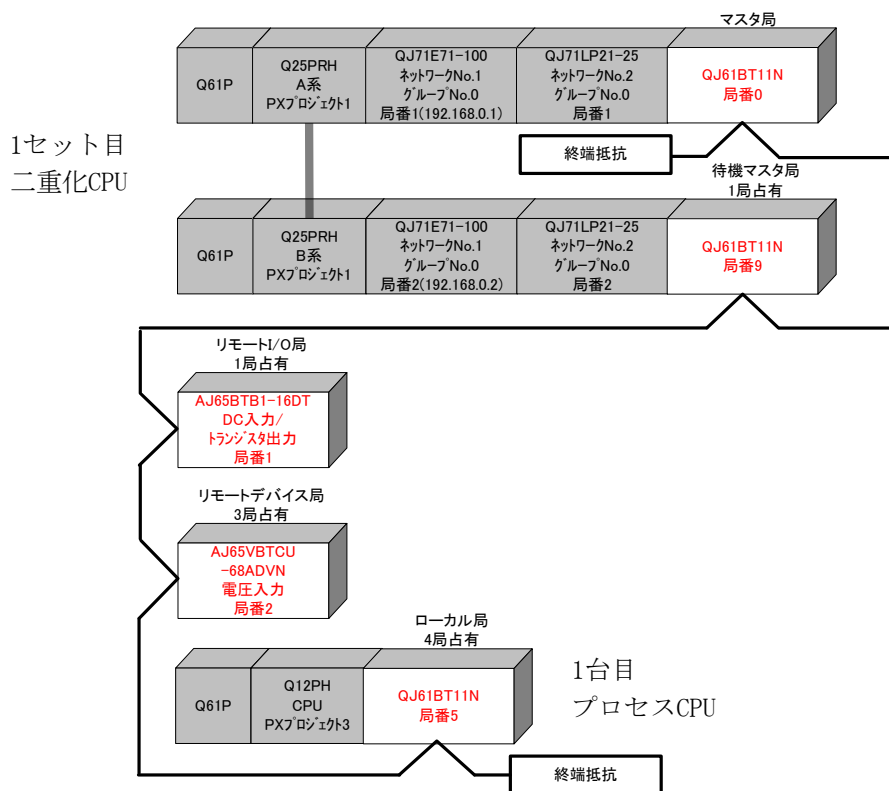 マスタ局
Q61P
Q25PRH
A系
PXプロジェクト1
QJ71E71-100
ネットワークNo.1
グループNo.0
局番1(192.168.0.1)
QJ71LP21-25
ネットワークNo.2
グループNo.0
局番1
QJ61BT11N
局番0
1セット目
二重化CPU
終端抵抗
待機マスタ局
1局占有
Q61P
Q25PRH
B系
PXプロジェクト1
QJ71E71-100
ネットワークNo.1
グループNo.0
局番2(192.168.0.2)
QJ71LP21-25
ネットワークNo.2
グループNo.0
局番2
QJ61BT11N
局番9
リモートI/O局
1局占有
AJ65BTB1-16DT
DC入力/
トランジスタ出力
局番1
リモートデバイス局
3局占有
AJ65VBTCU
-68ADVN
電圧入力
局番2
ローカル局
4局占有
Q61P
Q12PH
CPU
PXプロジェクト3
QJ61BT11N
局番5
1台目
プロセスCPU
終端抵抗